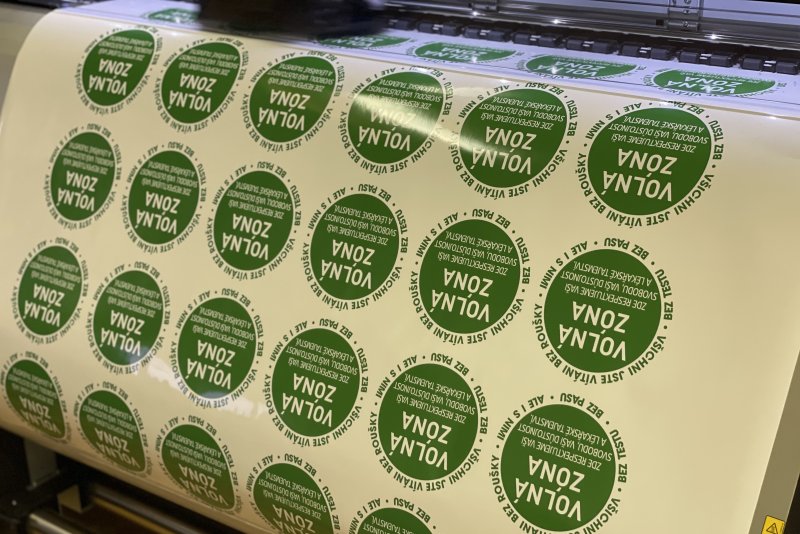 VŠICHNI JSTE VÍTÁNI BEZ ROUŠKY
VOLNÁ
ZÓNA
ZDE RESPEKTUJEME VAŠI
SVOBODU, VAŠI DŮSTOJNOST
A LÉKAŘSKÉ TAJEMSTVÍ
• BEZ TESTU • BEZ PASU • ALE I S NIMI •